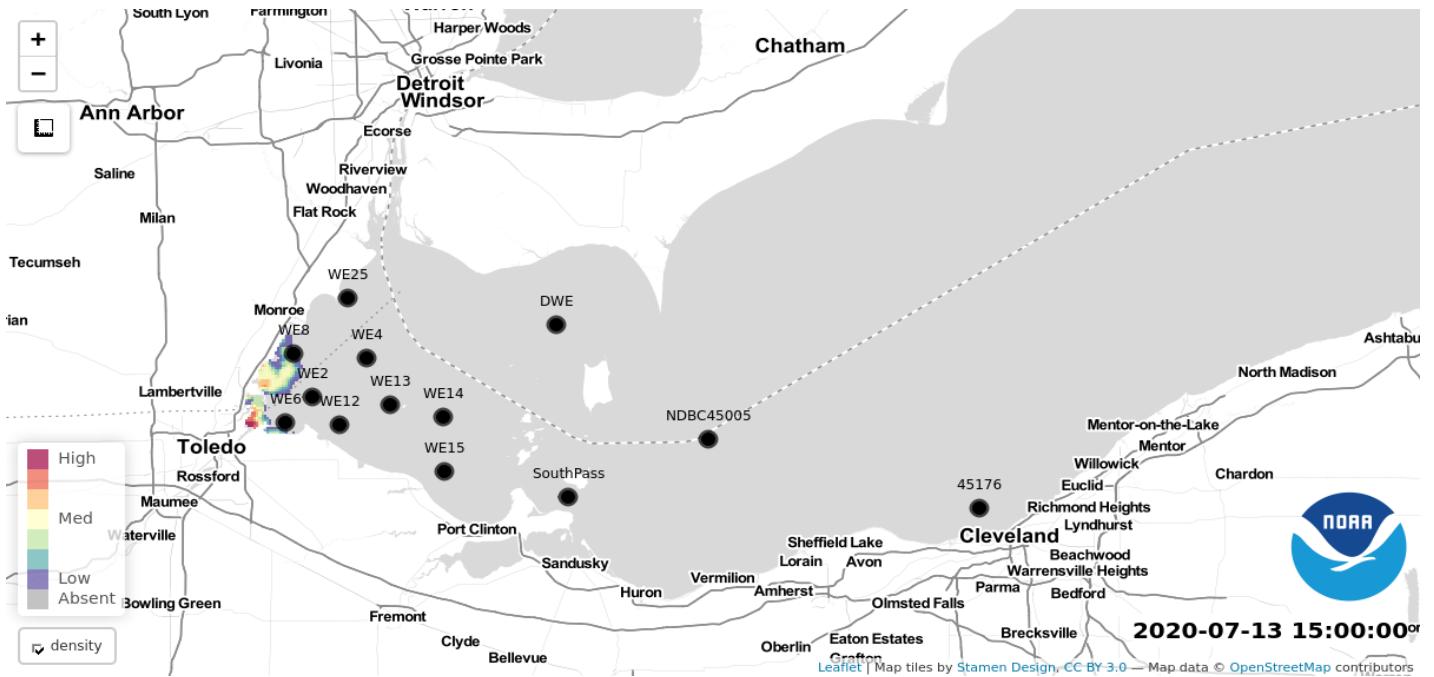 South Lyon
Farmington
Harper Woods
+
Chatham
Grosse Pointe Park
Livonia
−
Detroit
Windsor
Ann Arbor
Ecorse
Saline
Riverview
Woodhaven
Milan
Flat Rock
Tecumseh
WE25
DWE
Monroe
WE8
WE4
Ashtabu
North Madison
WE2
WE13
Lambertville
WE14
WE6
WE12
NDBC45005
Mentor-on-the-Lake
Toledo
WE15
Mentor
High
Willowick
Rossford
SouthPass
Chardon
45176
Euclid
Maumee
Richmond Heights
Med
NOAA
Lyndhurst
Port Clinton
Waterville
Cleveland
Sheffield Lake
Beachwood
Sandusky
Lorain
Avon
Warrensville Heights
Low
Vermilion
Parma
Huron
Amherst
Bedford
Absent
Bowling Green
Olmsted Falls
Fremont
2020-07-13 15:00:00
Brecksville
Clyde
Eaton Estates
density
Oberlin
Bellevue
Grafton
Leaflet | Map tiles by Stamen Design, CC BY 3.0 — Map data © OpenStreetMap contributors